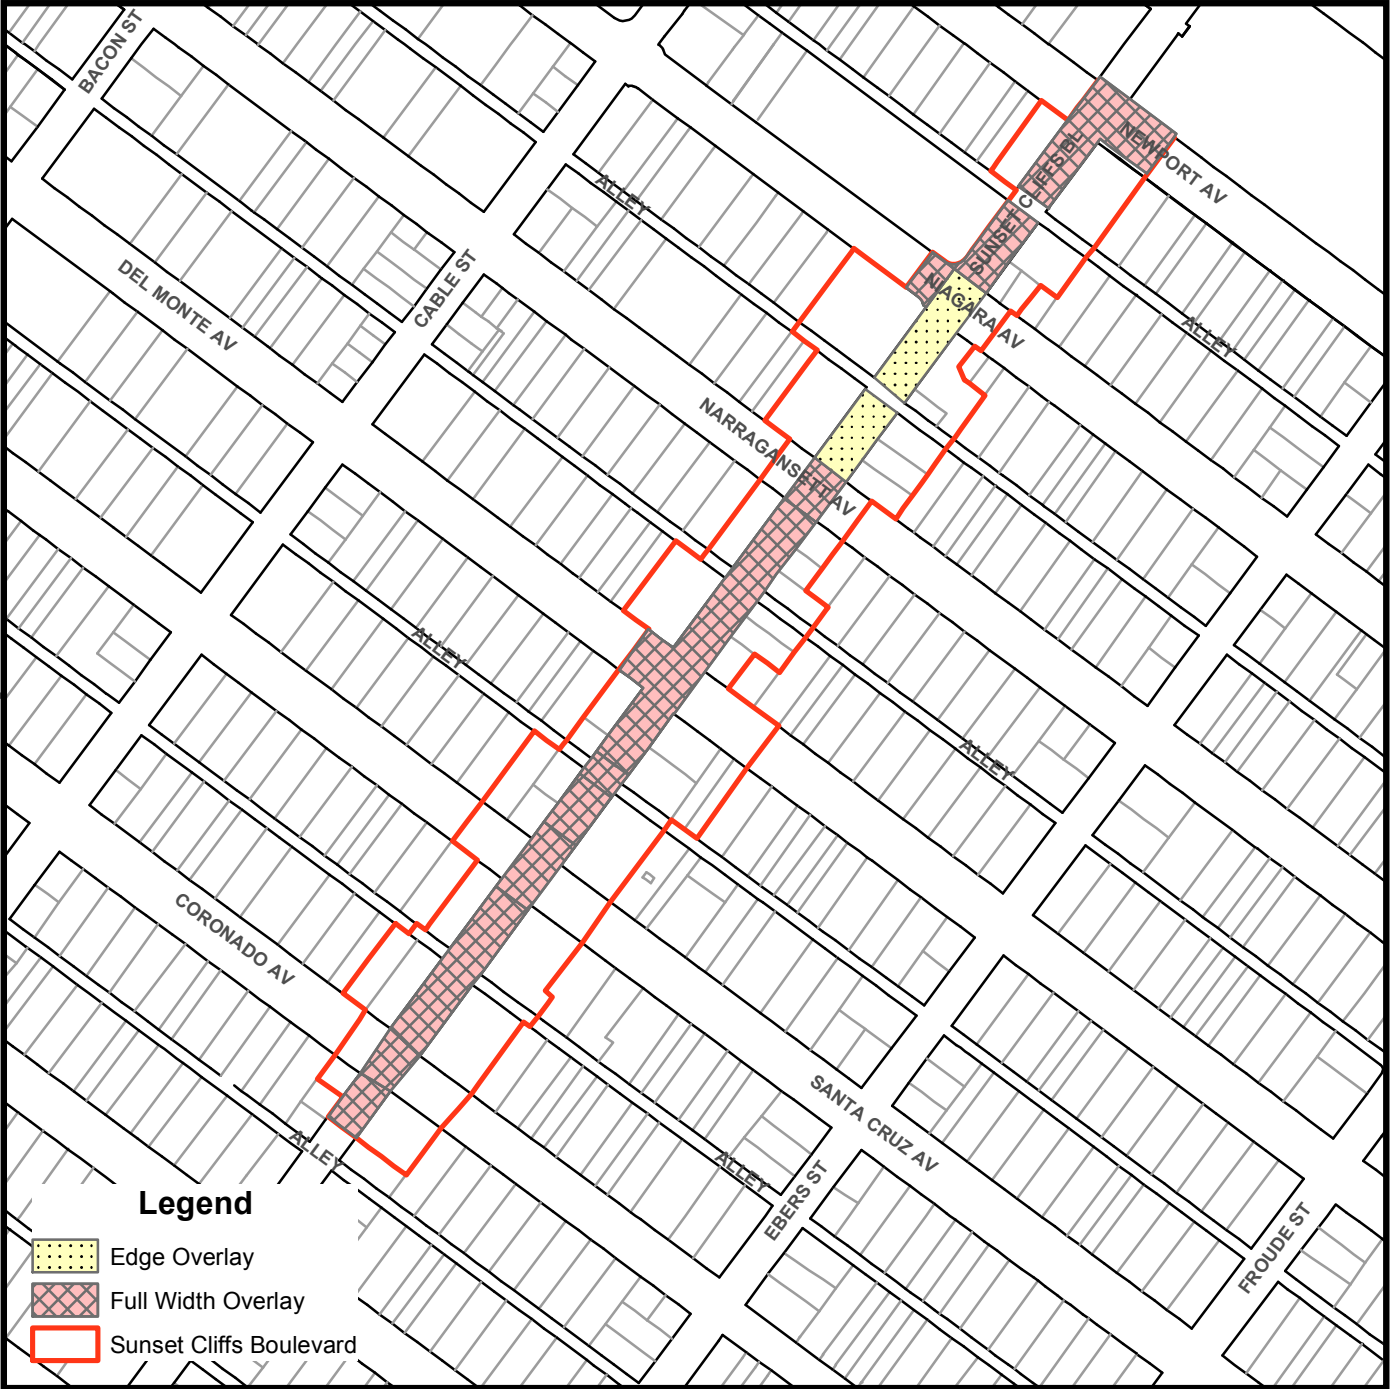 BACON ST
NEWPORT AV
SUNSET CLIFFS BL
ALLEY
NIAGARA AV
DEL MONTE AV
CABLE ST
ALLEY
NARRAGANSETT AV
ALLEY
ALLEY
CORONADO AV
SANTA CRUZ AV
ALLEY
ALLEY
EBERS ST
FROUDE ST
Legend
Edge Overlay
Full Width Overlay
Sunset Cliffs Boulevard